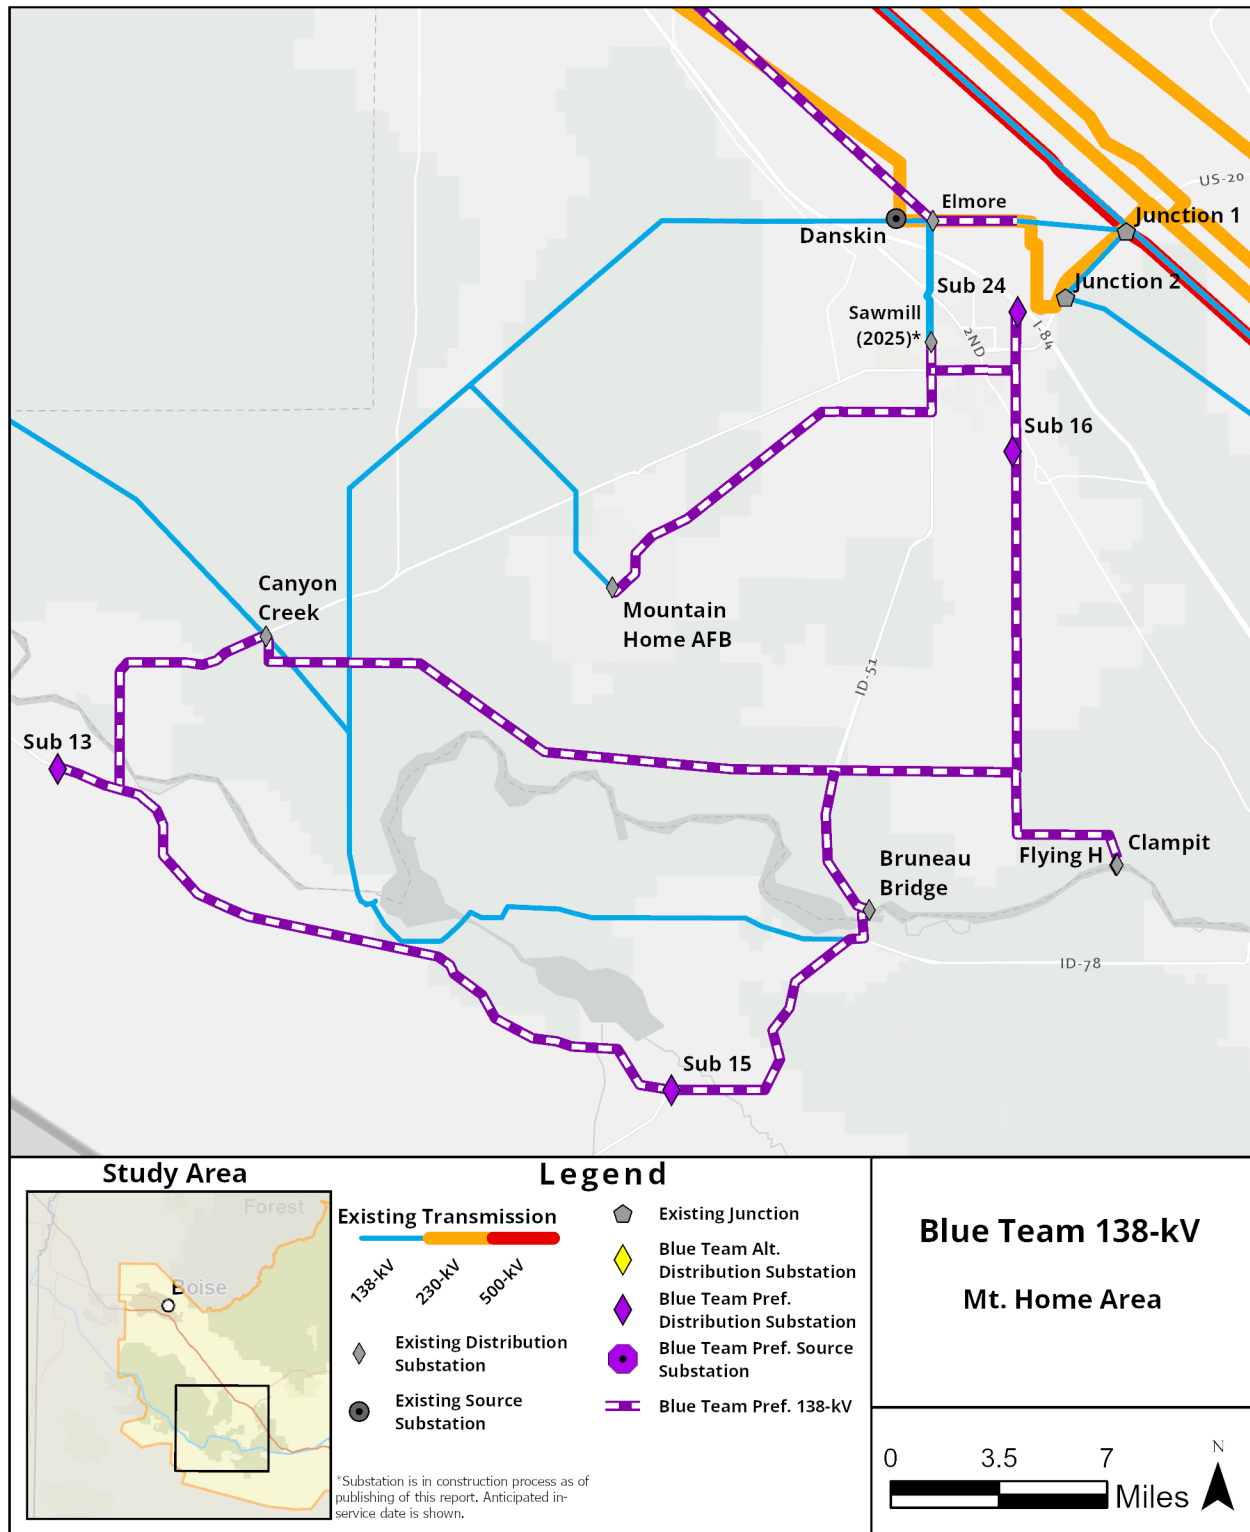 US-20
Elmore
Junction 1
Danskin
Junction 2
Sub 24
Sawmill
(2025)*
2ND
I-84
Sub 16
Canyon
Creek
Mountain
Home AFB
ID-51
Sub 13
Bruneau
Bridge
Flying H
Clampit
ID-78
Sub 15
Study Area
Forest
Boise
Legend
Existing Transmission
138-kV
230-kV
500-kV
Existing Distribution
Substation
Existing Source
Substation
*Substation is in construction process as of
publishing of this report. Anticipated in-
service date is shown.
Existing Junction
Blue Team Alt.
Distribution Substation
Blue Team Pref.
Distribution Substation
Blue Team Pref. Source
Substation
Blue Team Pref. 138-kV
Blue Team 138-kV
Mt. Home Area
0 3.5 7
Miles
N